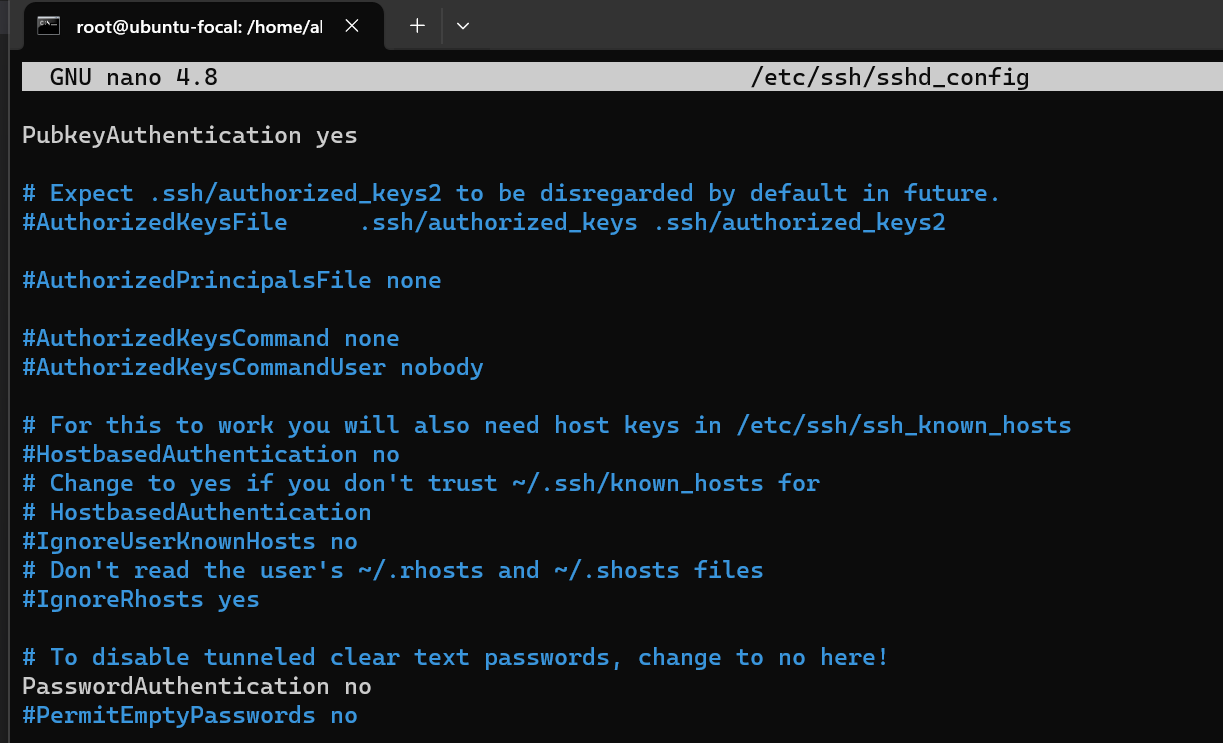 root@ubuntu-focal: /home/al
GNU nano 4.8 /etc/ssh/sshd_config
PubkeyAuthentication yes
# Expect .ssh/authorized_keys2 to be disregarded by default in future.
#AuthorizedKeysFile     .ssh/authorized_keys .ssh/authorized_keys2
#AuthorizedPrincipalsFile none
#AuthorizedKeysCommand none
#AuthorizedKeysCommandUser nobody
# For this to work you will also need host keys in /etc/ssh/ssh_known_hosts
#HostbasedAuthentication no
# Change to yes if you don't trust ~/.ssh/known_hosts for
# HostbasedAuthentication
#IgnoreUserKnownHosts no
# Don't read the user's ~/.rhosts and ~/.shosts files
#IgnoreRhosts yes
# To disable tunneled clear text passwords, change to no here!
PasswordAuthentication no
#PermitEmptyPasswords no